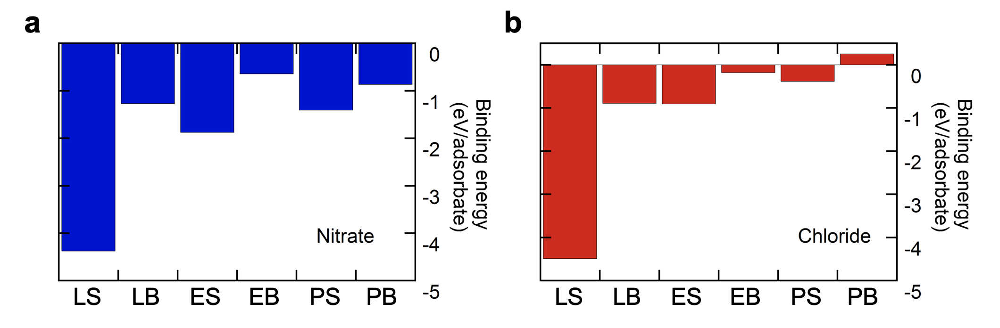 a
0
-1
-2
-3
-4
-5
Binding energy
(eV/adsorbate)
Nitrate
LS LB ES EB PS PB
b
0
-1
-2
-3
-4
-5
Binding energy
(eV/adsorbate)
Chloride
LS LB ES EB PS PB